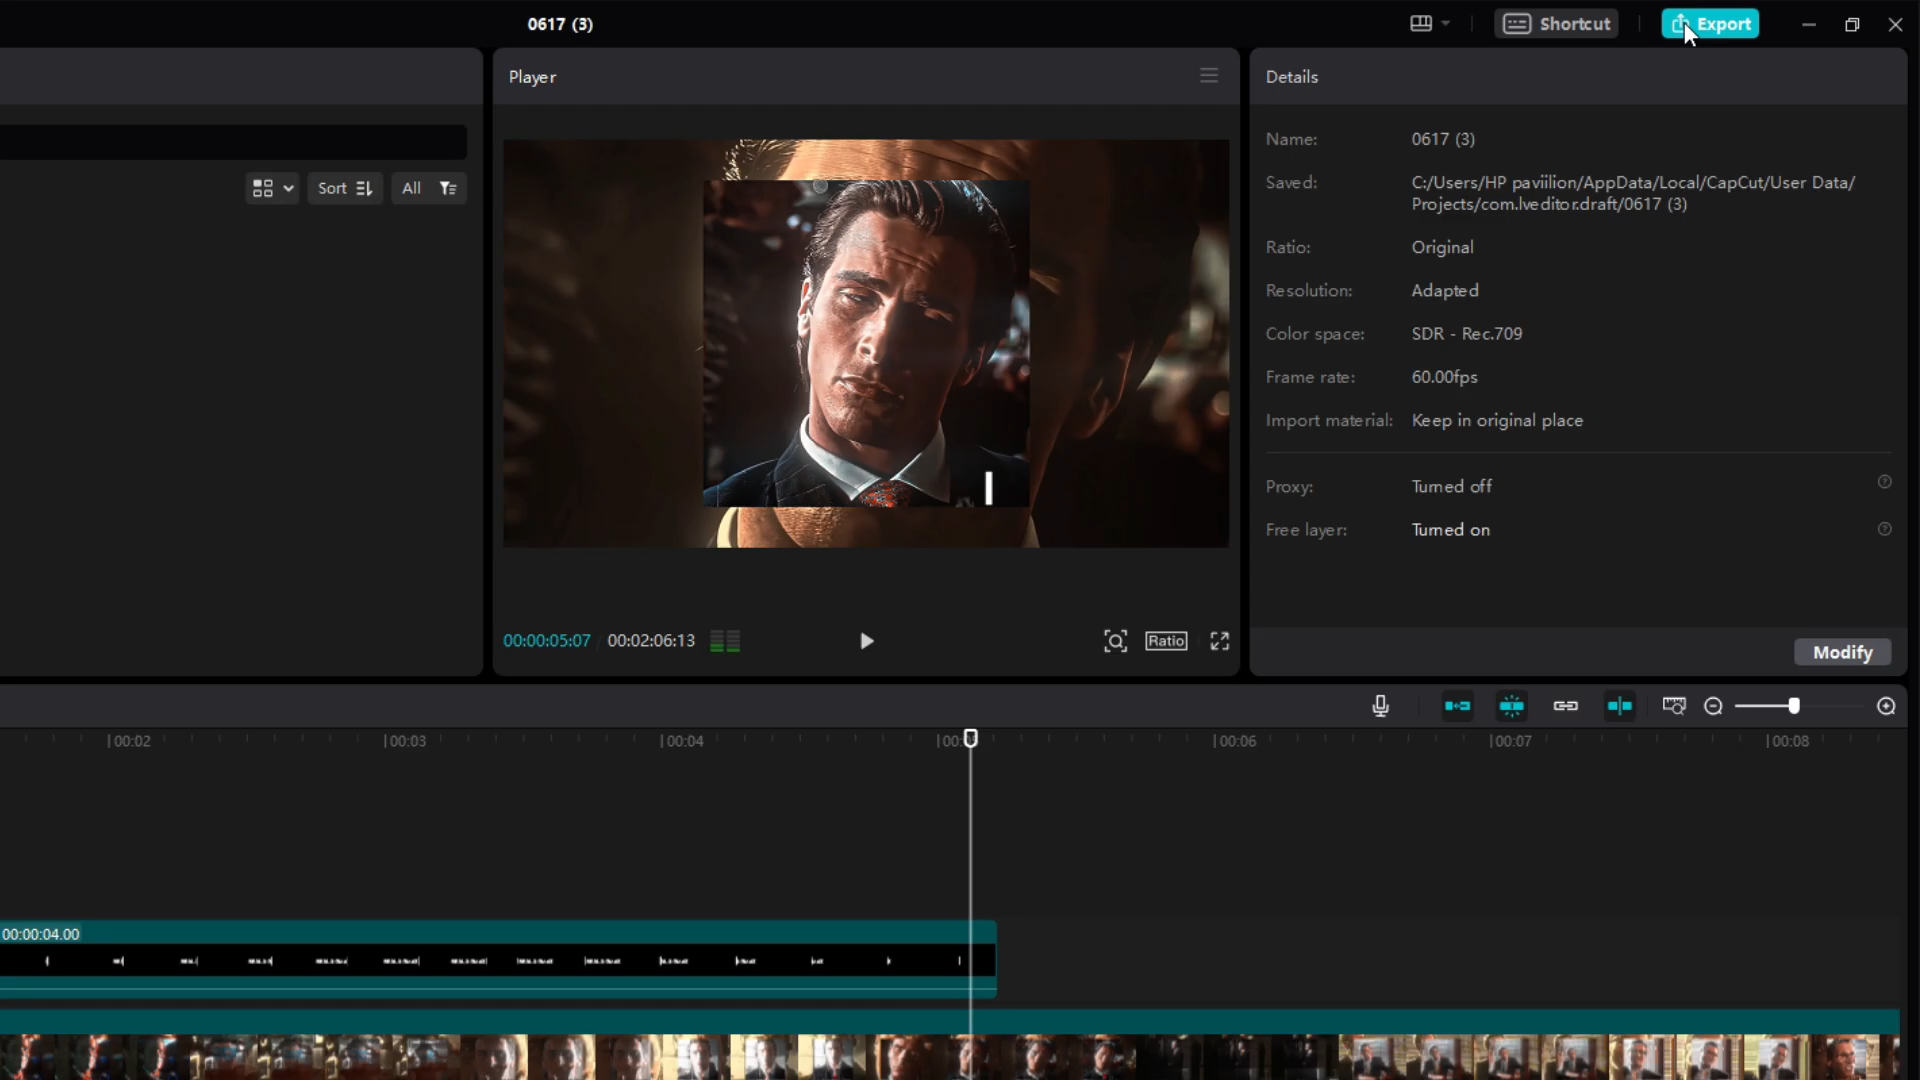 0617 (3)
Shortcut
Export
Player
Details
Name: 0617 (3)
Saved: C:/Users/HP paviilion/AppData/Local/CapCut/User Data/
Projects/com.lveditor.draft/0617 (3)
Sort
All
Ratio: Original
Resolution: Adapted
Color space: SDR - Rec.709
Frame rate: 60.00fps
Import material: Keep in original place
Proxy: Turned off
Free layer: Turned on
00:00:05:07 00:02:06:13
Ratio
Modify
00:02
00:03
00:04
00:06
00:07
00:08
00:00:04.00